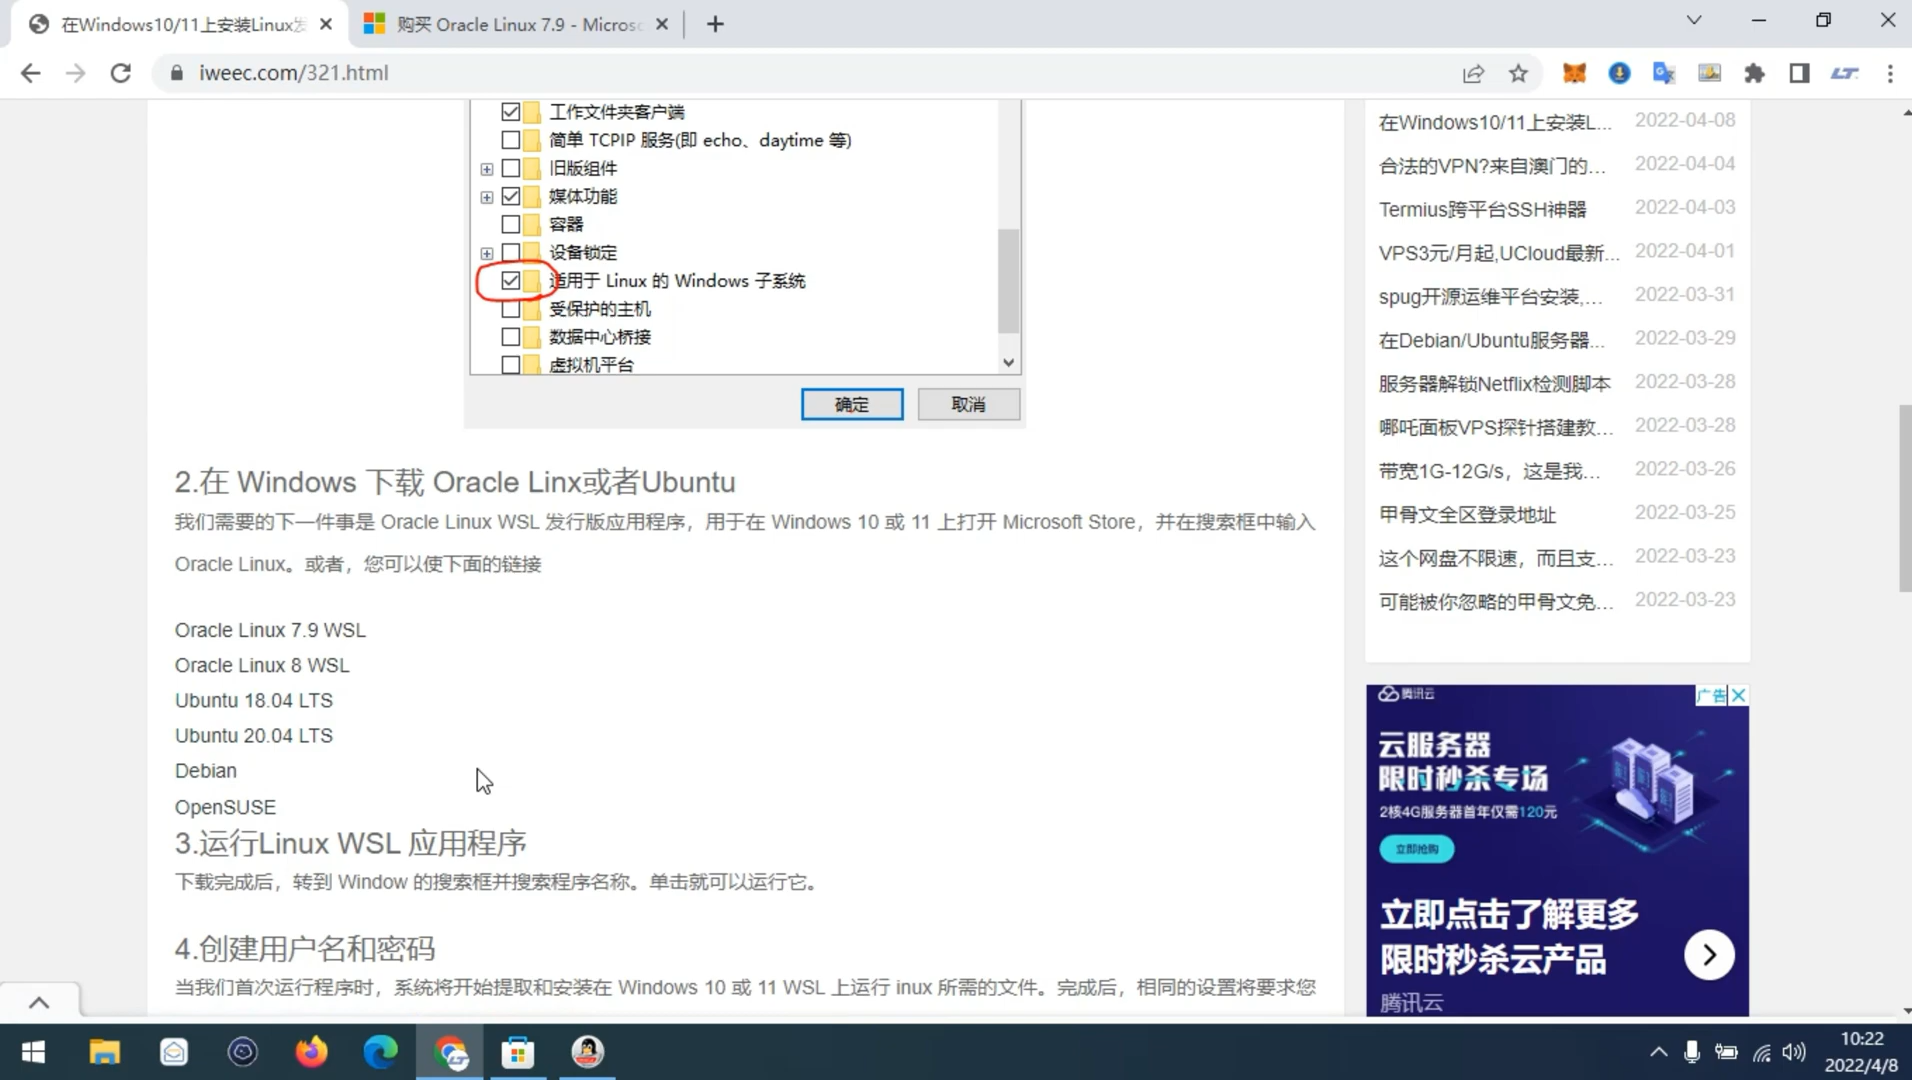 在Windows10/11上安装Linux发
购买 Oracle Linux 7.9 - Micros
iweec.com/321.html
工作文件夹客户端
简单 TCPIP 服务(即 echo、daytime 等)
旧版组件
媒体功能
容器
设备锁定
适用于 Linux 的 Windows 子系统
受保护的主机
数据中心桥接
虚拟机平台
确定
取消
2.在 Windows 下载 Oracle Linx或者Ubuntu
我们需要的下一件事是 Oracle Linux WSL 发行版应用程序，用于在 Windows 10 或 11 上打开 Microsoft Store，并在搜索框中输入
Oracle Linux。或者，您可以使下面的链接
Oracle Linux 7.9 WSL
Oracle Linux 8 WSL
Ubuntu 18.04 LTS
Ubuntu 20.04 LTS
Debian
OpenSUSE
3.运行Linux WSL 应用程序
下载完成后，转到 Window 的搜索框并搜索程序名称。单击就可以运行它。
4.创建用户名和密码
当我们首次运行程序时，系统将开始提取和安装在 Windows 10 或 11 WSL 上运行 inux 所需的文件。完成后，相同的设置将要求您
在Windows10/11上安装L... 2022-04-08
合法的VPN?来自澳门的... 2022-04-04
Termius跨平台SSH神器 2022-04-03
VPS3元/月起,UCloud最新... 2022-04-01
spug开源运维平台安装,... 2022-03-31
在Debian/Ubuntu服务器... 2022-03-29
服务器解锁Netflix检测脚本 2022-03-28
哪吒面板VPS探针搭建教... 2022-03-28
带宽1G-12G/s，这是我... 2022-03-26
甲骨文全区登录地址 2022-03-25
这个网盘不限速，而且支... 2022-03-23
可能被你忽略的甲骨文免... 2022-03-23
腾讯云
广告
云服务器
限时秒杀专场
2核4G服务器首年仅需120元
立即抢购
立即点击了解更多
限时秒杀云产品
腾讯云
10:22
2022/4/8